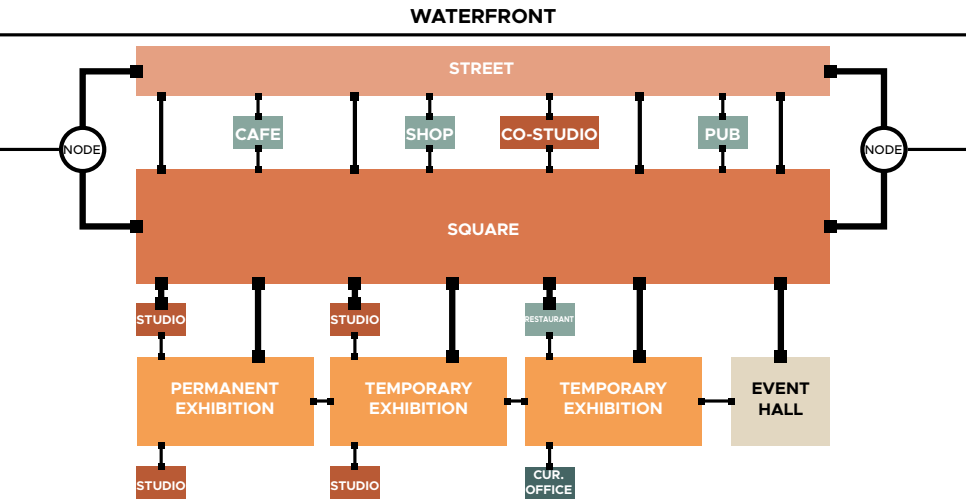 WATERFRONT
STREET
CAFE
SHOP
CO-STUDIO
PUB
NODE
NODE
SQUARE
STUDIO
STUDIO
RESTAURANT
PERMANENT
EXHIBITION
TEMPORARY
EXHIBITION
TEMPORARY
EXHIBITION
EVENT
HALL
STUDIO
STUDIO
CUR.
OFFICE